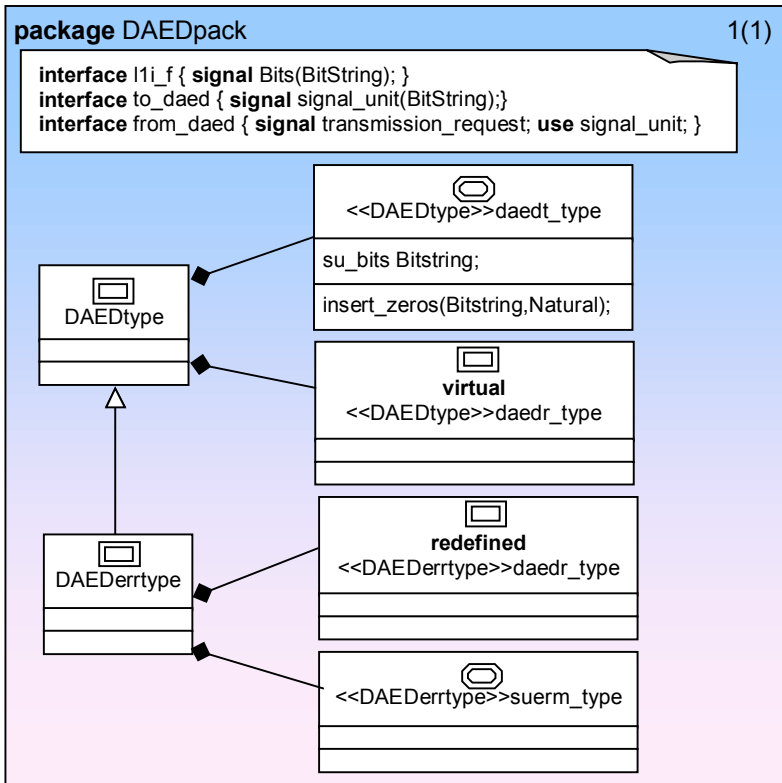 package DAEDpack 1(1)
interface l1i_f { signal Bits(BitString); }
interface to_daed { signal signal_unit(BitString);}
interface from_daed { signal transmission_request; use signal_unit; }
<<DAEDtype>>daedt_type
su_bits Bitstring;
insert_zeros(Bitstring,Natural);
DAEDtype
virtual
<<DAEDtype>>daedr_type
redefined
<<DAEDerrtype>>daedr_type
DAEDerrtype
<<DAEDerrtype>>suerm_type